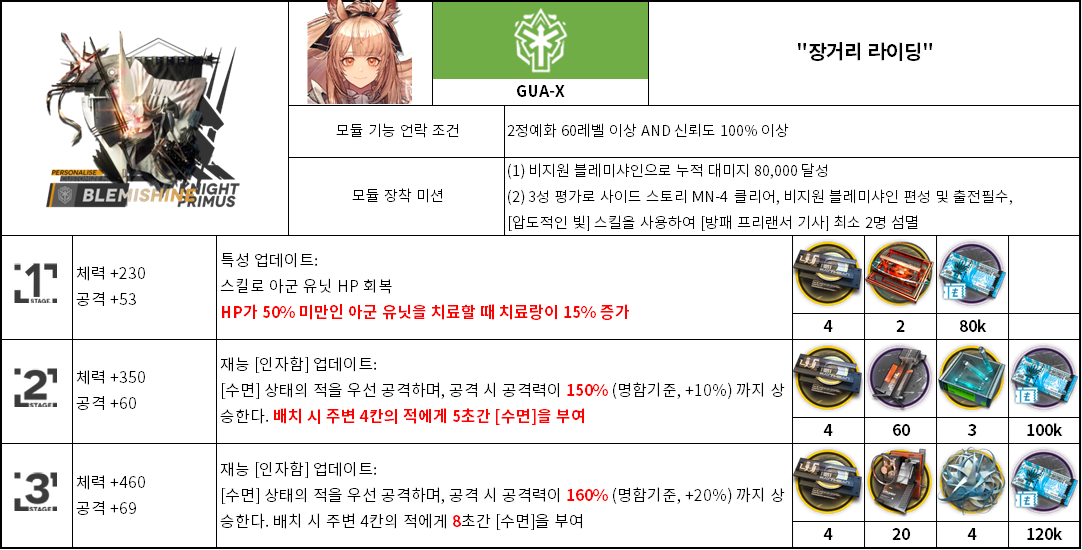 PERSONALISE
BLEMISHINE
KNIGHT
PRIMUS
GUA-X
"장거리 라이딩"
모듈 기능 언락 조건
2정예화 60레벨 이상 AND 신뢰도 100% 이상
모듈 장착 미션
(1) 비지원 블레미샤인으로 누적 대미지 80,000 달성
(2) 3성 평가로 사이드 스토리 MN-4 클리어, 비지원 블레미샤인 편성 및 출전필수,
[압도적인 빛] 스킬을 사용하여 [방패 프리랜서 기사] 최소 2명 섬멸
1
STAGE
체력 +230
공격 +53
특성 업데이트:
스킬로 아군 유닛 HP 회복
HP가 50% 미만인 아군 유닛을 치료할 때 치료량이 15% 증가
4
2
80k
2
STAGE
체력 +350
공격 +60
재능 [인자함] 업데이트:
[수면] 상태의 적을 우선 공격하며, 공격 시 공격력이 150% (명함기준, +10%) 까지 상
승한다. 배치 시 주변 4칸의 적에게 5초간 [수면]을 부여
4
60
3
100k
3
STAGE
체력 +460
공격 +69
재능 [인자함] 업데이트:
[수면] 상태의 적을 우선 공격하며, 공격 시 공격력이 160% (명함기준, +20%) 까지 상
승한다. 배치 시 주변 4칸의 적에게 8초간 [수면]을 부여
4
20
4
120k